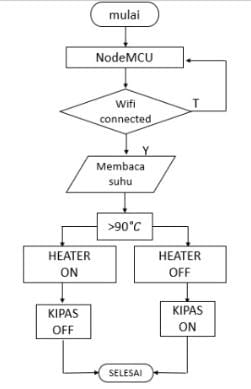 mulai
NodeMCU
Wifi
connected
T
Y
Membaca
suhu
>90°C
HEATER
ON
HEATER
OFF
KIPAS
OFF
KIPAS
ON
SELESAI